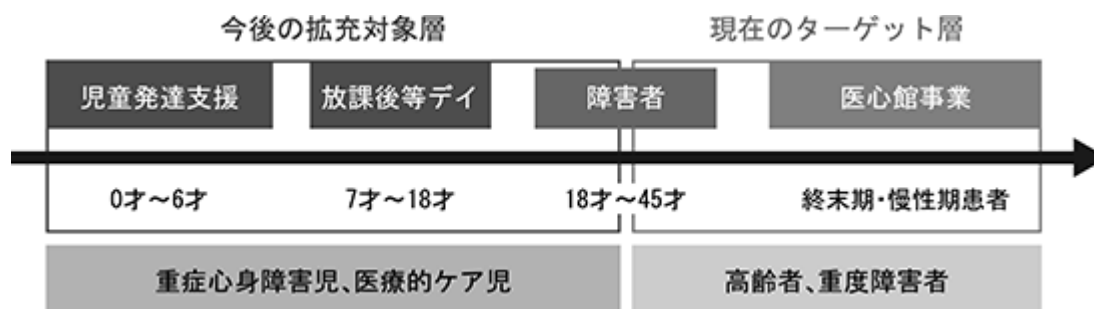 今後の拡充対象層 現在のターゲット層
児童発達支援 放課後等デイ 障害者 医心館事業
0才～6才 7才～18才 18才～45才 終末期・慢性期患者
重症心身障害児、医療的ケア児 高齢者、重度障害者